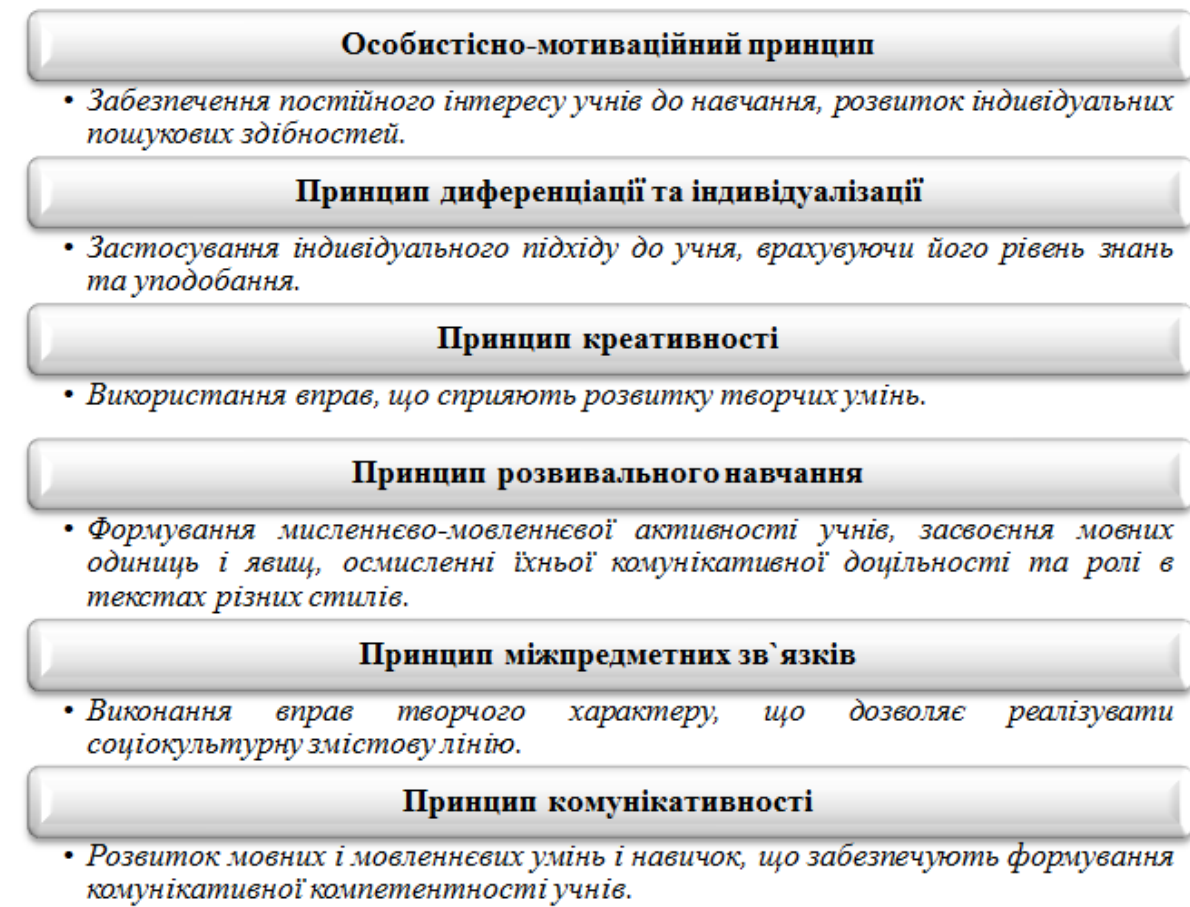 Особистісно-мотиваційний принцип
• Забезпечення постійного інтересу учнів до навчання, розвиток індивідуальних
пошукових здібностей.
Принцип диференціації та індивідуалізації
• Застосування індивідуального підхіду до учня, врахувуючи його рівень знань
та уподобання.
Принцип креативності
• Використання вправ, що сприяють розвитку творчих умінь.
Принцип розвивального навчання
• Формування мисленнєво-мовленнєвої активності учнів, засвоєння мовних
одиниць і явищ, осмисленні їхньої комунікативної доцільності та ролі в
текстах різних стилів.
Принцип міжпредметних зв`язків
• Виконання вправ творчого характеру, що дозволяє реалізувати
соціокультурну змістову лінію.
Принцип комунікативності
• Розвиток мовних і мовленнєвих умінь і навичок, що забезпечують формування
комунікативної компетентності учнів.